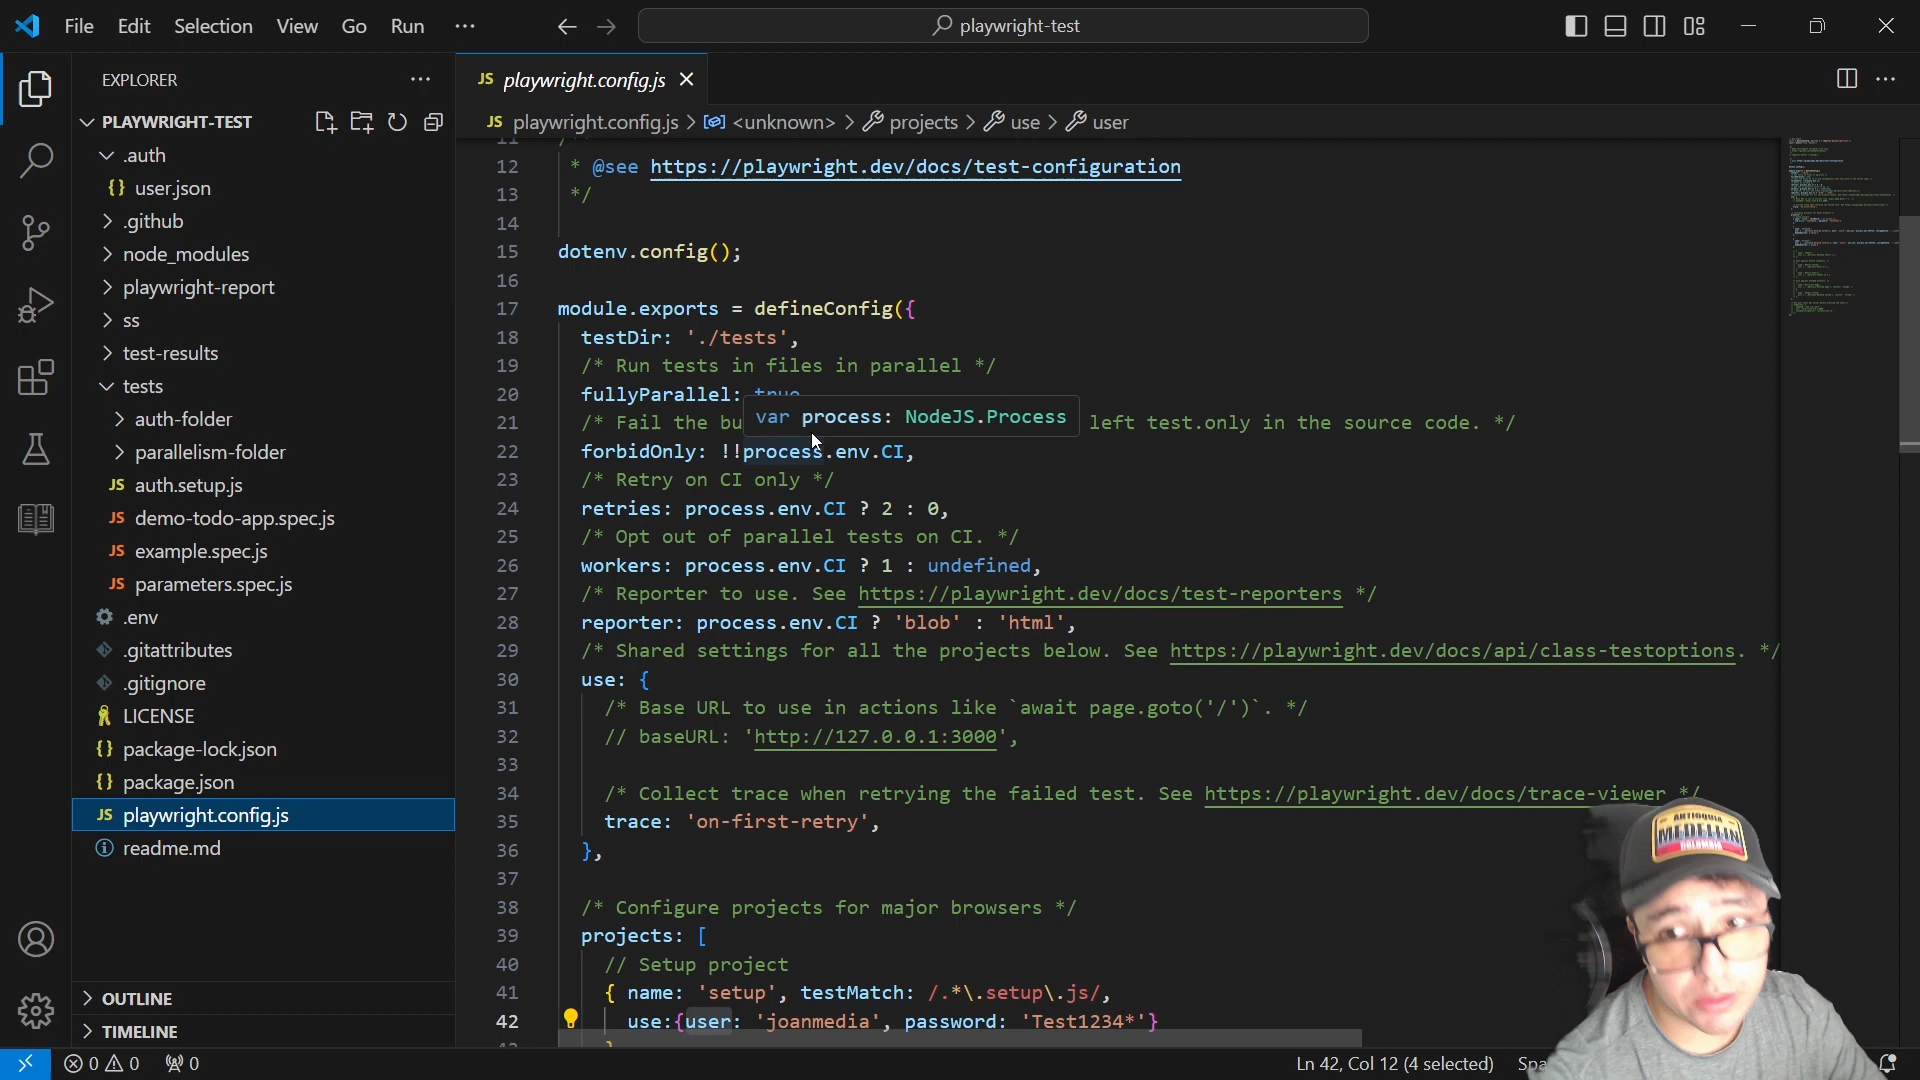 File Edit Selection View Go Run ···
playwright-test
EXPLORER
···
JS playwright.config.js
PLAYWRIGHT-TEST
JS playwright.config.js > <unknown> > projects > use > user
.auth
{} user.json
.github
node_modules
playwright-report
ss
test-results
tests
auth-folder
parallelism-folder
JS auth.setup.js
JS demo-todo-app.spec.js
JS example.spec.js
JS parameters.spec.js
.env
.gitattributes
.gitignore
LICENSE
{} package-lock.json
{} package.json
JS playwright.config.js
readme.md
OUTLINE
TIMELINE
12 * @see https://playwright.dev/docs/test-configuration
13 */
14
15 dotenv.config();
16
17 module.exports = defineConfig({
18 testDir: './tests',
19 /* Run tests in files in parallel */
20 fullyParallel: true
var process: NodeJS.Process
21 /* Fail the bu left test.only in the source code. */
22 forbidOnly: !!process.env.CI,
23 /* Retry on CI only */
24 retries: process.env.CI ? 2 : 0,
25 /* Opt out of parallel tests on CI. */
26 workers: process.env.CI ? 1 : undefined,
27 /* Reporter to use. See https://playwright.dev/docs/test-reporters */
28 reporter: process.env.CI ? 'blob' : 'html',
29 /* Shared settings for all the projects below. See https://playwright.dev/docs/api/class-testoptions. */
30 use: {
31 /* Base URL to use in actions like `await page.goto('/')`. */
32 // baseURL: 'http://127.0.0.1:3000',
33
34 /* Collect trace when retrying the failed test. See https://playwright.dev/docs/trace-viewer */
35 trace: 'on-first-retry',
36 },
37
38 /* Configure projects for major browsers */
39 projects: [
40 // Setup project
41 { name: 'setup', testMatch: /.*\.setup\.js/,
42 use:{user: 'joanmedia', password: 'Test1234*'}
ANTIOQUIA
MEDELLIN
COLOMBIA
0 0 0
Ln 42, Col 12 (4 selected) Spa